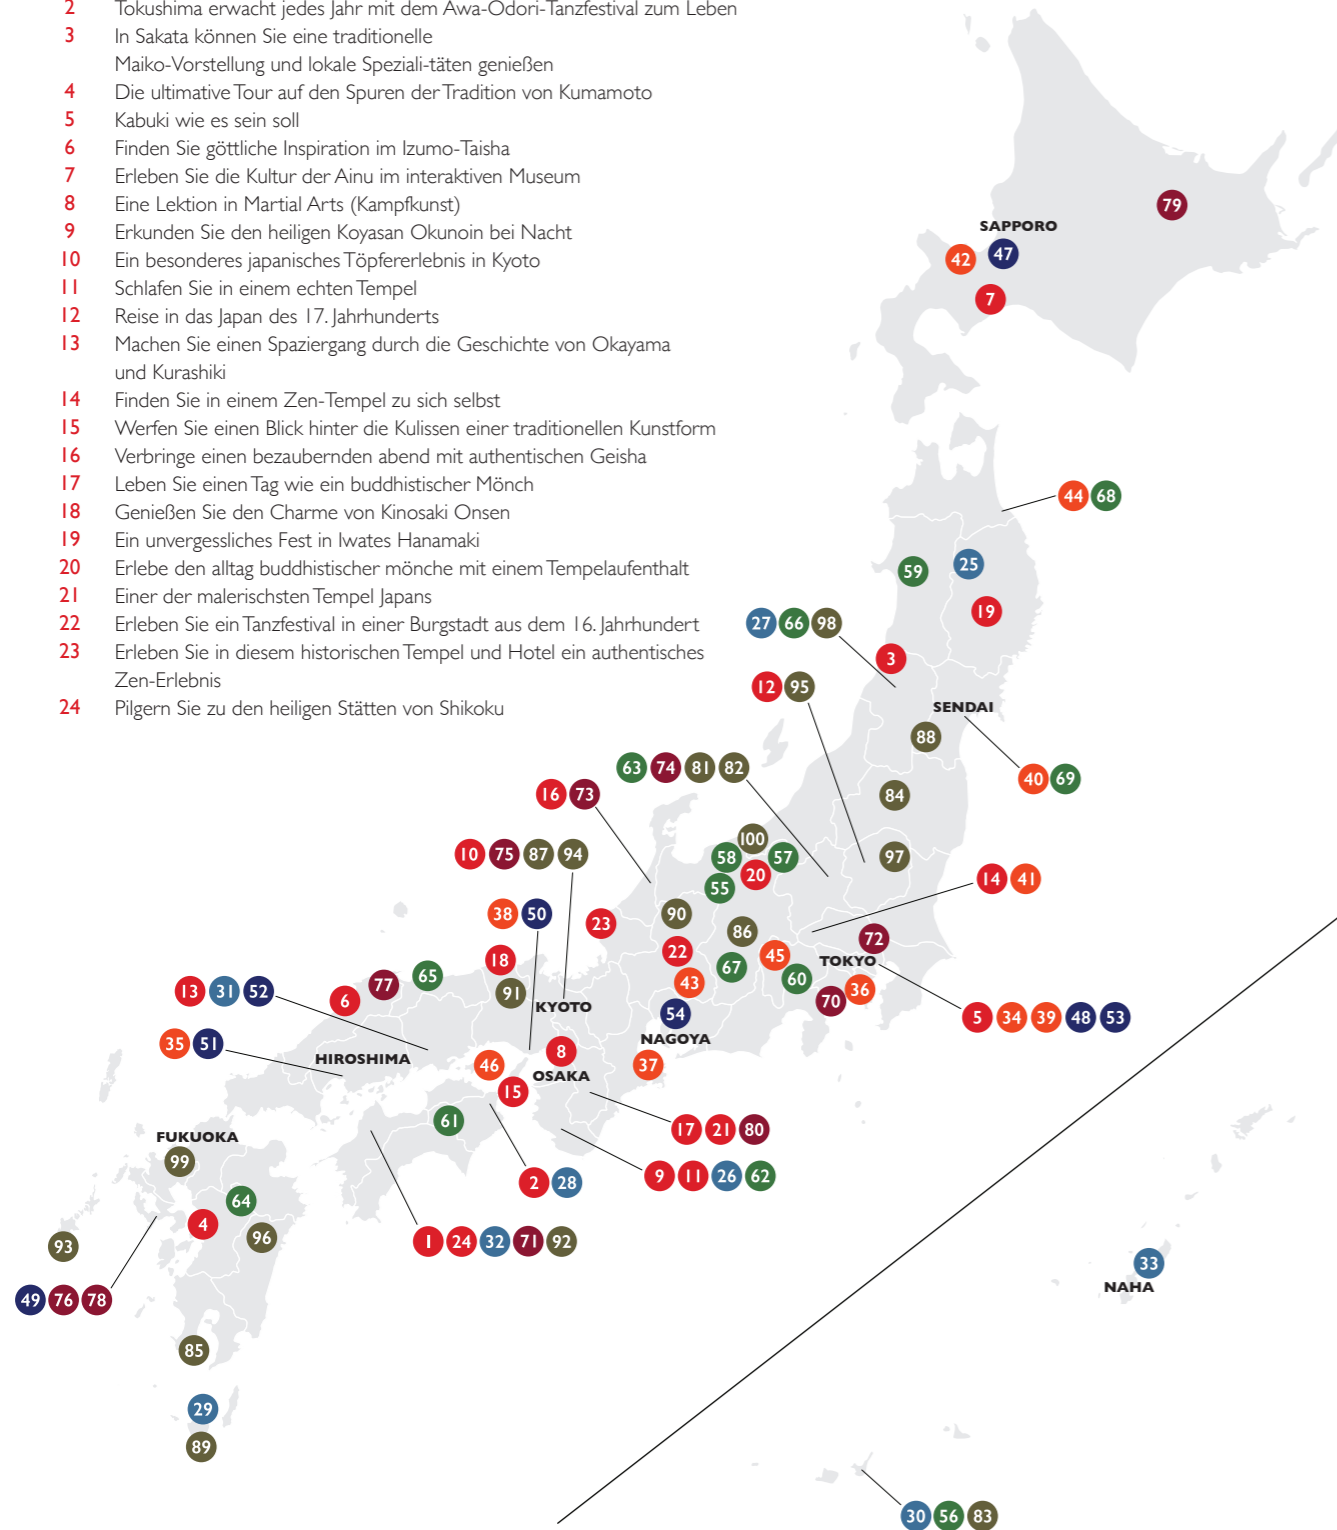 2 Tokushima erwacht jedes Jahr mit dem Awa-Odori-Tanzfestival zum Leben
3 In Sakata können Sie eine traditionelle
Maiko-Vorstellung und lokale Speziali-täten genießen
4 Die ultimative Tour auf den Spuren der Tradition von Kumamoto
5 Kabuki wie es sein soll
6 Finden Sie göttliche Inspiration im Izumo-Taisha
7 Erleben Sie die Kultur der Ainu im interaktiven Museum
8 Eine Lektion in Martial Arts (Kampfkunst)
9 Erkunden Sie den heiligen Koyasan Okunoin bei Nacht
10 Ein besonderes japanisches Töpfererlebnis in Kyoto
11 Schlafen Sie in einem echten Tempel
12 Reise in das Japan des 17. Jahrhunderts
13 Machen Sie einen Spaziergang durch die Geschichte von Okayama
und Kurashiki
14 Finden Sie in einem Zen-Tempel zu sich selbst
15 Werfen Sie einen Blick hinter die Kulissen einer traditionellen Kunstform
16 Verbringe einen bezaubernden abend mit authentischen Geisha
17 Leben Sie einen Tag wie ein buddhistischer Mönch
18 Genießen Sie den Charme von Kinosaki Onsen
19 Ein unvergessliches Fest in Iwates Hanamaki
20 Erlebe den alltag buddhistischer mönche mit einem Tempelaufenthalt
21 Einer der malerischsten Tempel Japans
22 Erleben Sie ein Tanzfestival in einer Burgstadt aus dem 16. Jahrhundert
23 Erleben Sie in diesem historischen Tempel und Hotel ein authentisches
Zen-Erlebnis
24 Pilgern Sie zu den heiligen Stätten von Shikoku
79
SAPPORO
42 47
7
44 68
59 25
19
27 66 98
3
12 95
SENDAI
88
40 69
63 74 81 82
16 73
84
100
58 57
20
55
97
10 75 87 94
14 41
38 50
23
90
86
72
22
45
TOKYO
18
67
60
65
77
43
70 36
13 31 52
6
91
KYOTO
54
5 34 39 48 53
NAGOYA
35 51
HIROSHIMA
8
46
OSAKA
37
15
61
17 21 80
FUKUOKA
99
9 11 26 62
2 28
64
4
96
1 24 32 71 92
93
33
NAHA
49 76 78
85
29
89
30 56 83